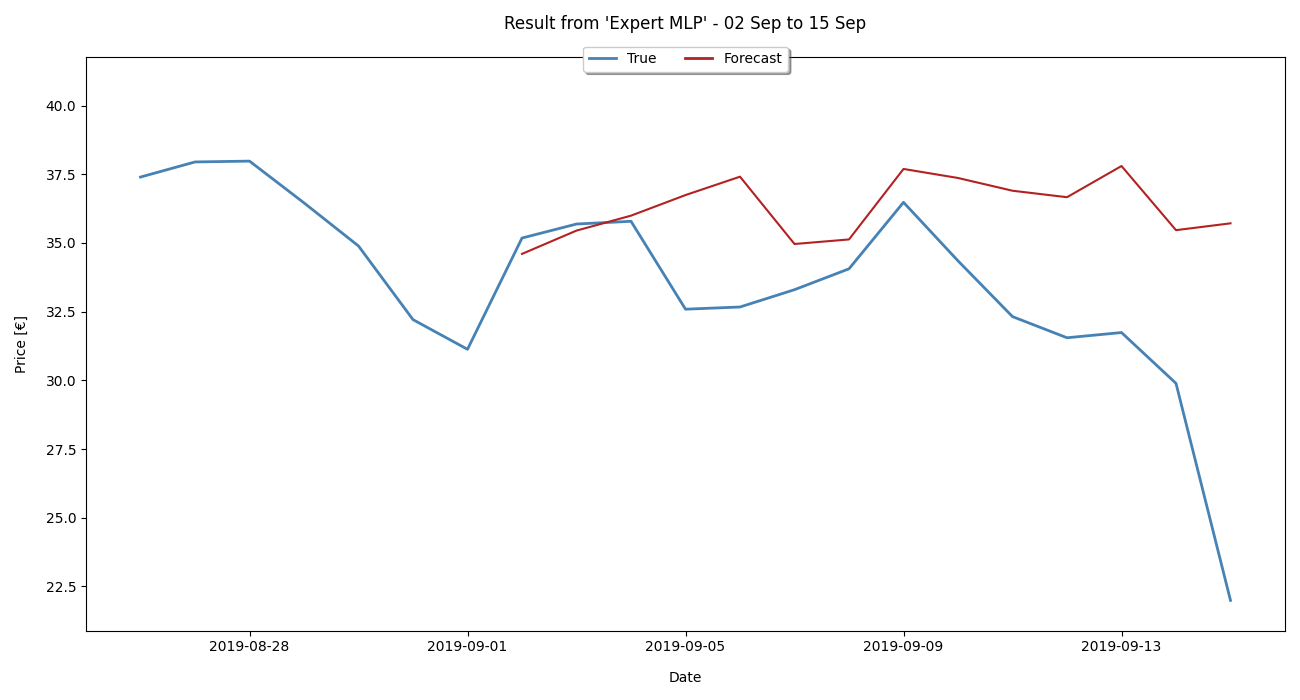 Result from 'Expert MLP' - 02 Sep to 15 Sep
True Forecast
40.0
37.5
35.0
32.5
30.0
27.5
25.0
22.5
Price [€]
2019-08-28 2019-09-01 2019-09-05 2019-09-09 2019-09-13
Date